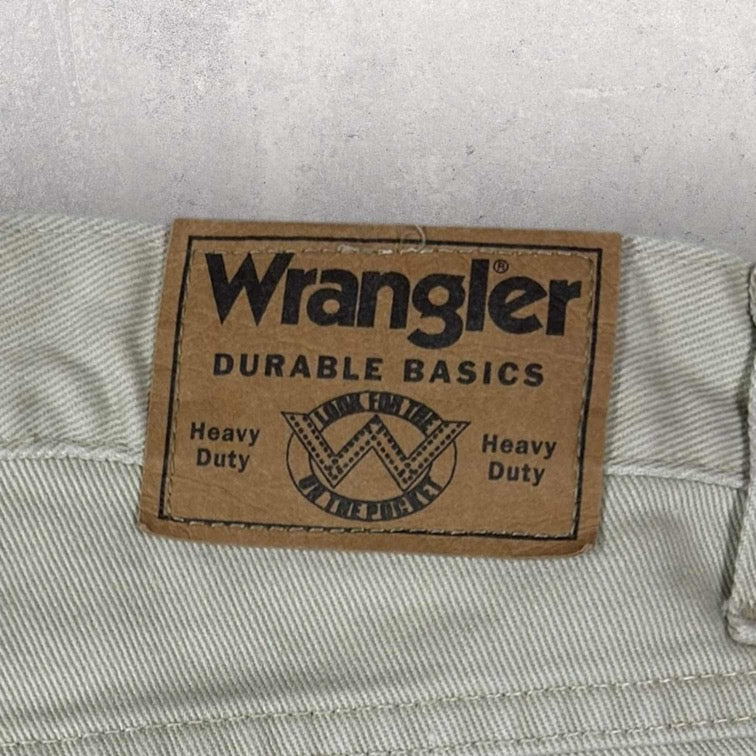 Wrangler®
DURABLE BASICS
LOOK FOR THE
Heavy Duty
W
Heavy Duty
ON THE POCKET